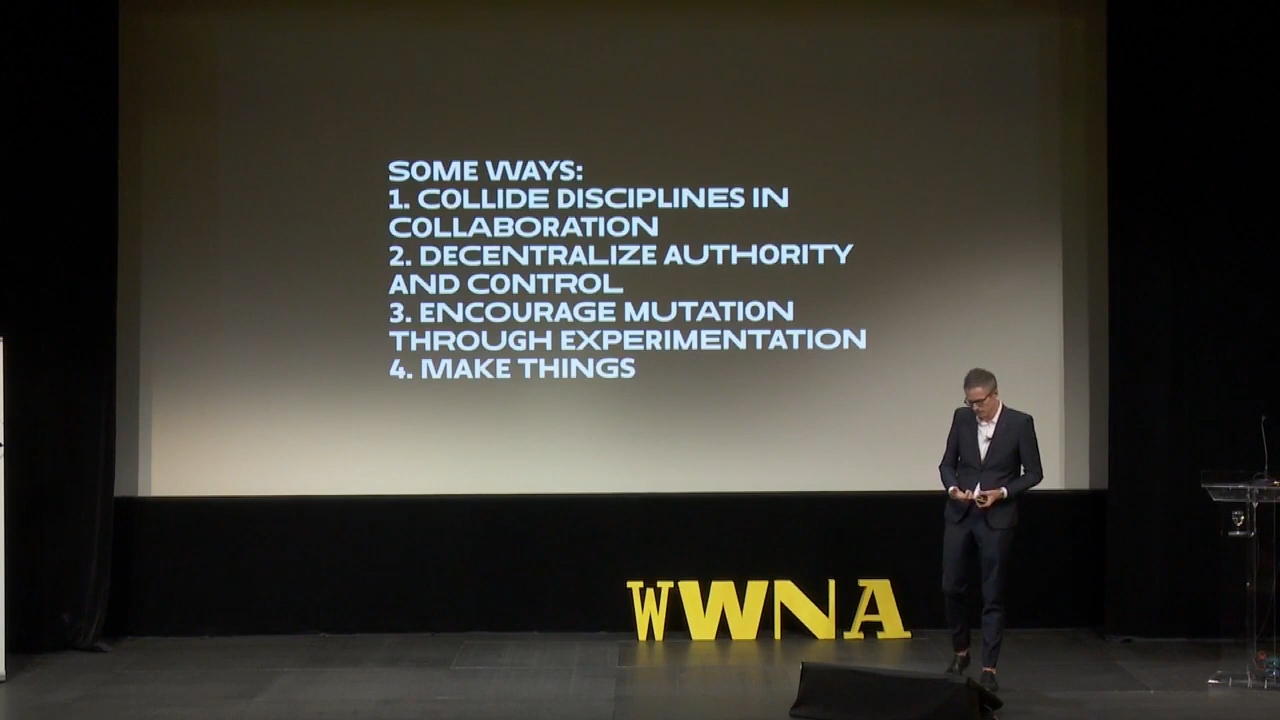 SOME WAYS:
1. COLLIDE DISCIPLINES IN
COLLABORATION
2. DECENTRALIZE AUTHORITY
AND CONTROL
3. ENCOURAGE MUTATION
THROUGH EXPERIMENTATION
4. MAKE THINGS
WWNA